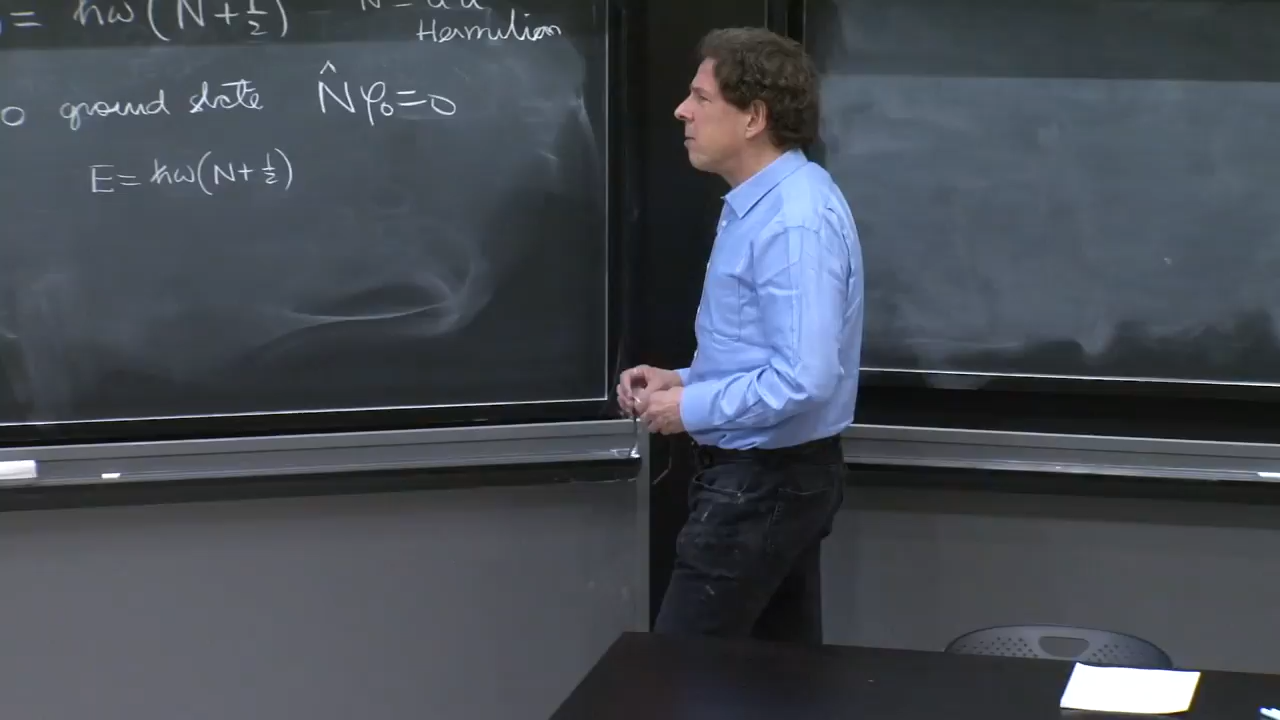 = ħω(N+1/2)
Hermitian
ground state N̂φ₀=0
E=ħω(N+1/2)